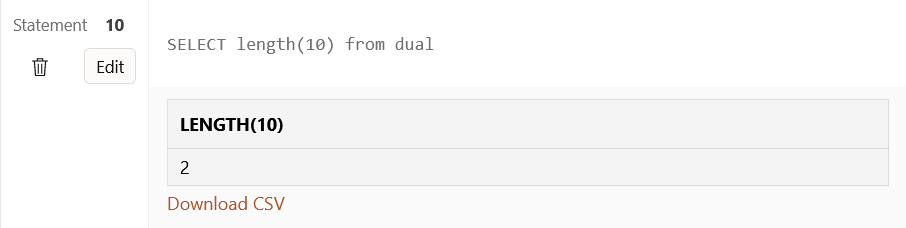 Statement 10
Edit
SELECT length(10) from dual
LENGTH(10)
2
Download CSV